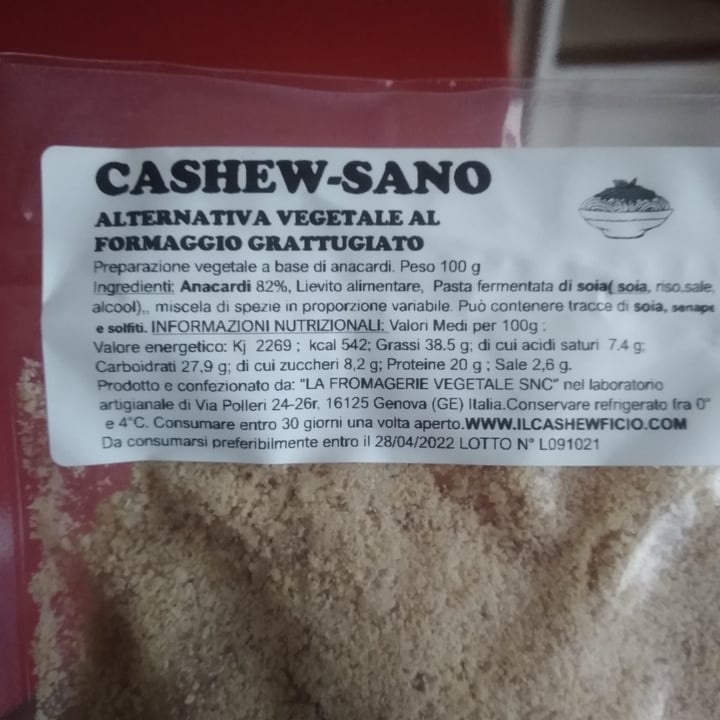 CASHEW-SANO
ALTERNATIVA VEGETALE AL
FORMAGGIO GRATTUGIATO
Preparazione vegetale a base di anacardi. Peso 100 g
Ingredienti: Anacardi 82%, Lievito alimentare, Pasta fermentata di soia( soia, riso,sale,
alcool),, miscela di spezie in proporzione variabile. Può contenere tracce di soia, senape
e solfiti. INFORMAZIONI NUTRIZIONALI: Valori Medi per 100g :
Valore energetico: Kj 2269 ; kcal 542; Grassi 38.5 g; di cui acidi saturi 7.4 g;
Carboidrati 27,9 g; di cui zuccheri 8,2 g; Proteine 20 g ; Sale 2,6 g.
Prodotto e confezionato da: "LA FROMAGERIE VEGETALE SNC" nel laboratorio
artigianale di Via Polleri 24-26r, 16125 Genova (GE) Italia.Conservare refrigerato fra 0°
e 4°C. Consumare entro 30 giorni una volta aperto.WWW.ILCASHEWFICIO.COM
Da consumarsi preferibilmente entro il 28/04/2022 LOTTO N° L091021